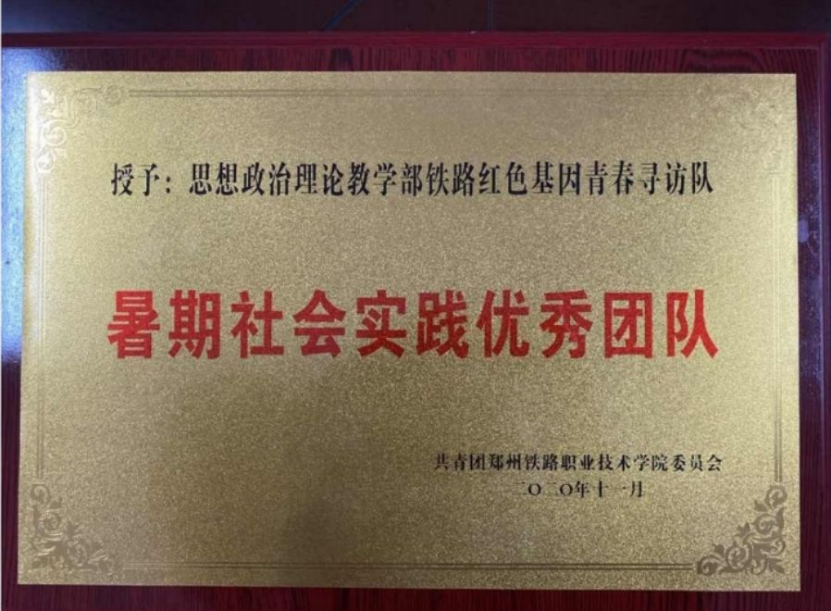 授予：思想政治理论教学部铁路红色基因青春寻访队
暑期社会实践优秀团队
共青团郑州铁路职业技术学院委员会
二〇二〇年十一月